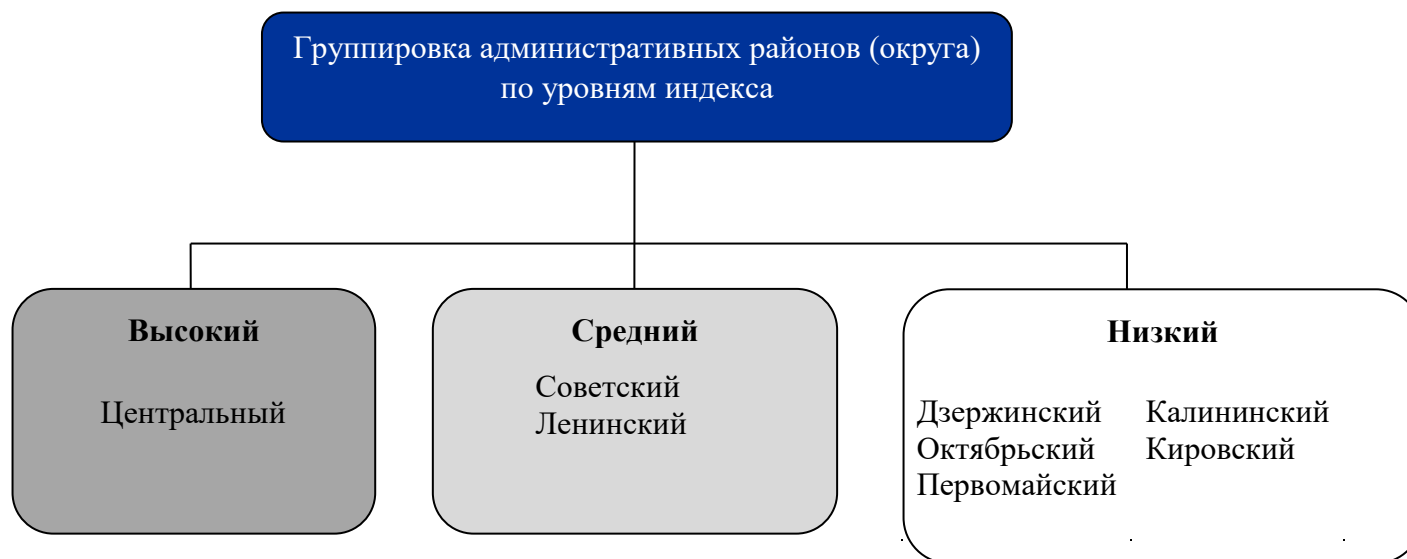 Группировка административных районов (округа)
по уровням индекса
Высокий
Центральный
Средний
Советский
Ленинский
Низкий
Дзержинский Калининский
Октябрьский Кировский
Первомайский